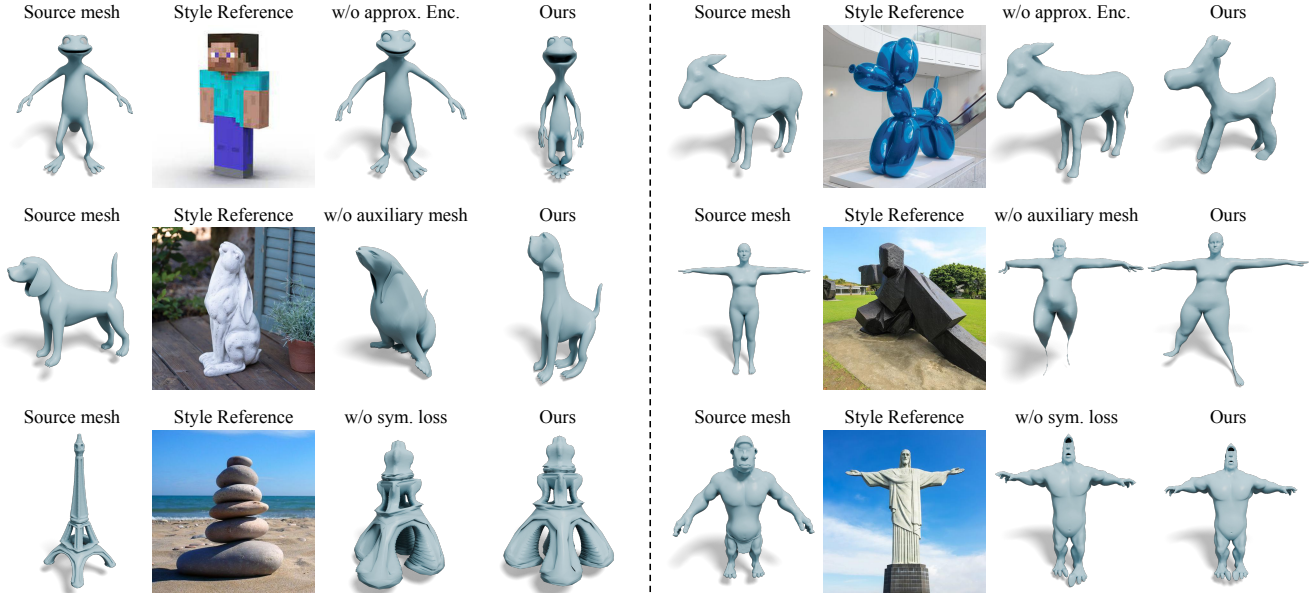 Source mesh Style Reference w/o approx. Enc. Ours
Source mesh Style Reference w/o approx. Enc. Ours
Source mesh Style Reference w/o auxiliary mesh Ours
Source mesh Style Reference w/o auxiliary mesh Ours
Source mesh Style Reference w/o sym. loss Ours
Source mesh Style Reference w/o sym. loss Ours